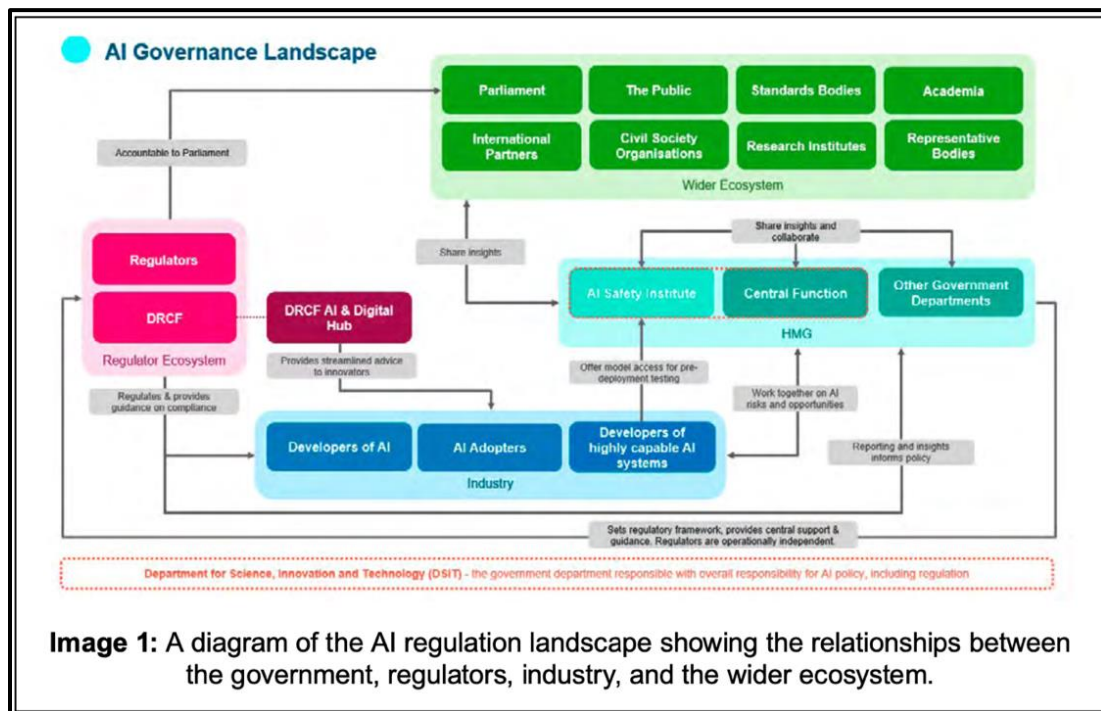 AI Governance Landscape
Parliament
The Public
Standards Bodies
Academia
International
Partners
Civil Society
Organisations
Research Institutes
Representative
Bodies
Wider Ecosystem
Accountable to Parliament
Share insights
Share insights and
collaborate
Regulators
DRCF
Regulator Ecosystem
DRCF AI & Digital
Hub
AI Safety Institute
Central Function
Other Government
Departments
HMG
Provides streamlined advice
to innovators
Offer model access for pre-
deployment testing
Regulates & provides
guidance on compliance
Work together on AI
risks and opportunities
Developers of AI
AI Adopters
Developers of
highly capable AI
systems
Industry
Reporting and insights
informs policy
Sets regulatory framework, provides central support &
guidance. Regulators are operationally independent.
Department for Science, Innovation and Technology (DSIT) - the government department responsible with overall responsibility for AI policy, including regulation
Image 1: A diagram of the AI regulation landscape showing the relationships between
the government, regulators, industry, and the wider ecosystem.